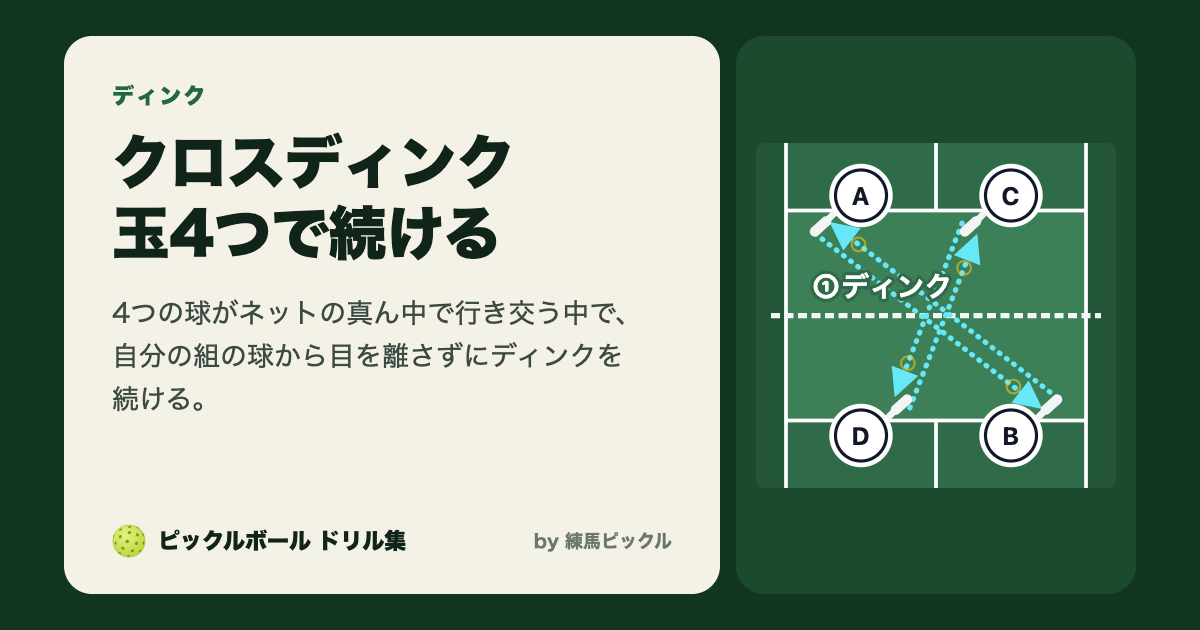 ディンク
クロスディンク
玉4つで続ける
4つの球がネットの真ん中で行き交う中で、
自分の組の球から目を離さずにディンクを
続ける。
ピックルボール ドリル集
by 練馬ピックル
A
C
①ディンク
D
B